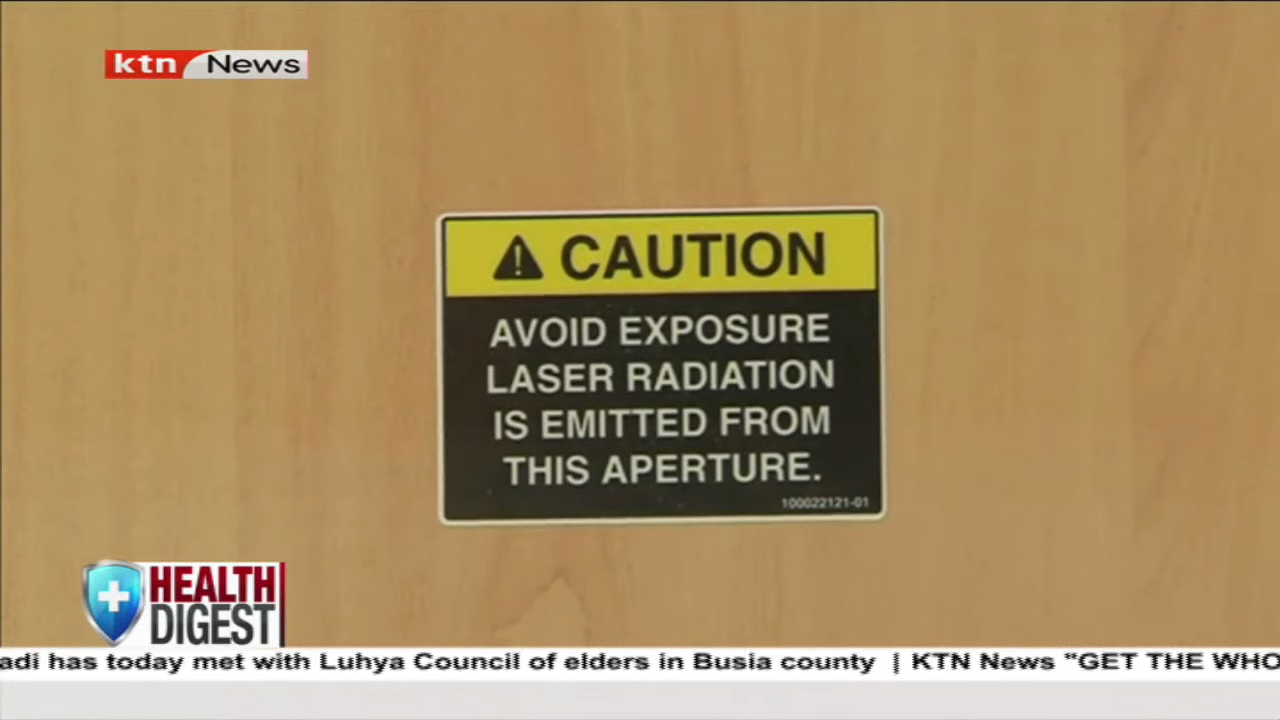 ktn News
CAUTION
AVOID EXPOSURE
LASER RADIATION
IS EMITTED FROM
THIS APERTURE.
100022121-01
HEALTH
DIGEST
adi has today met with Luhya Council of elders in Busia county | KTN News "GET THE WHO